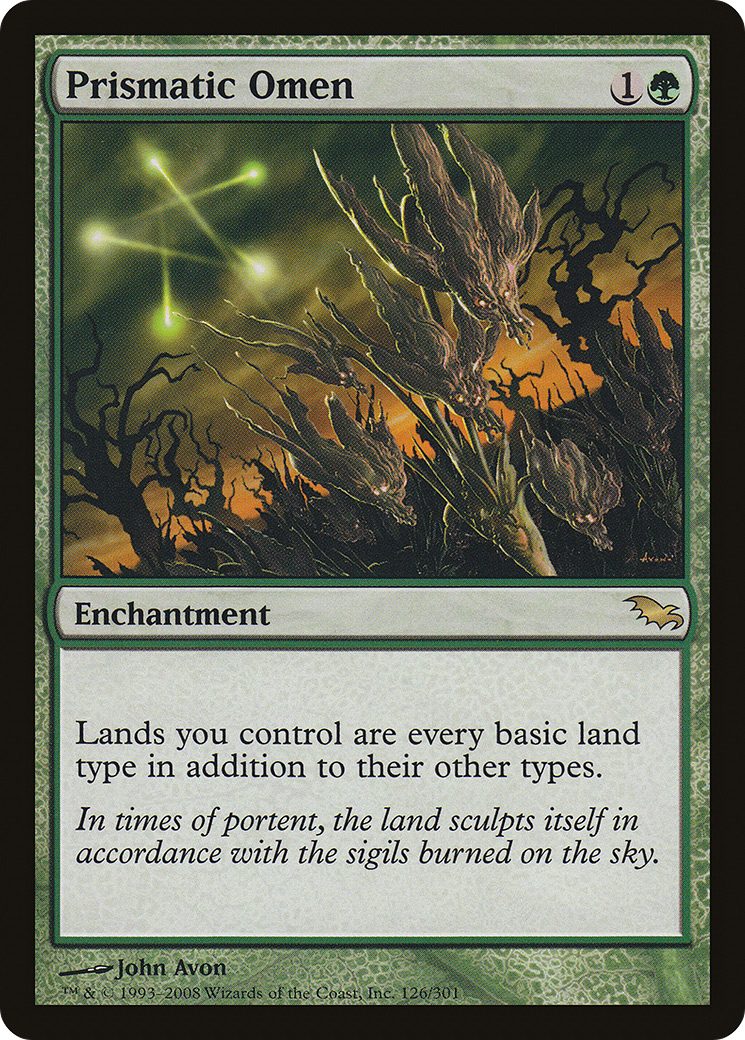 Prismatic Omen
1
Avon
Enchantment
Lands you control are every basic land
type in addition to their other types.
In times of portent, the land sculpts itself in
accordance with the sigils burned on the sky.
John Avon
™ & © 1993–2008 Wizards of the Coast, Inc. 126/301